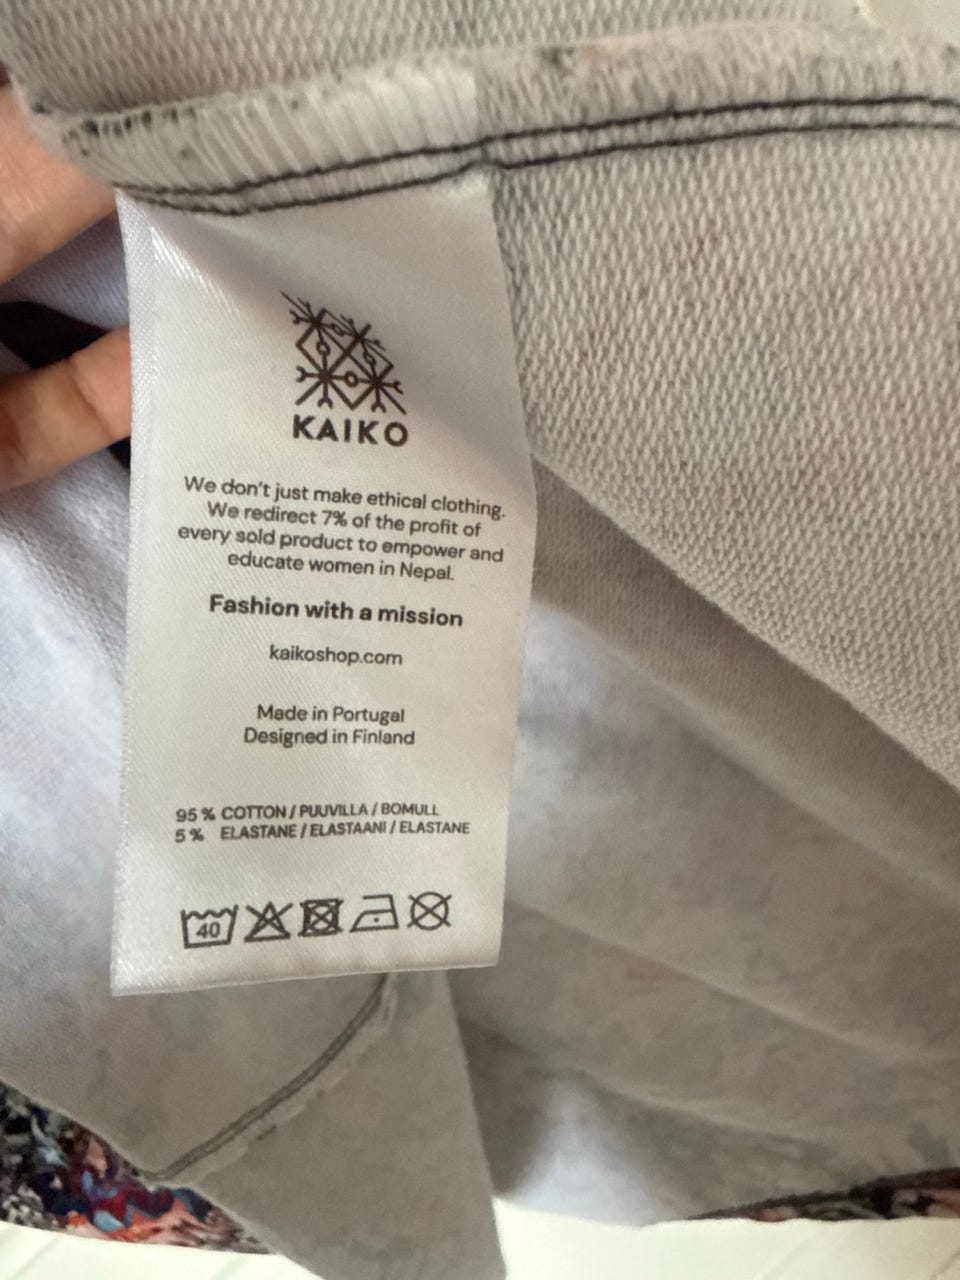 KAIKO
We don't just make ethical clothing.
We redirect 7% of the profit of
every sold product to empower and
educate women in Nepal.
Fashion with a mission
kaikoshop.com
Made in Portugal
Designed in Finland
95 % COTTON / PUUVILLA / BOMULL
5 % ELASTANE / ELASTAANI / ELASTANE
40